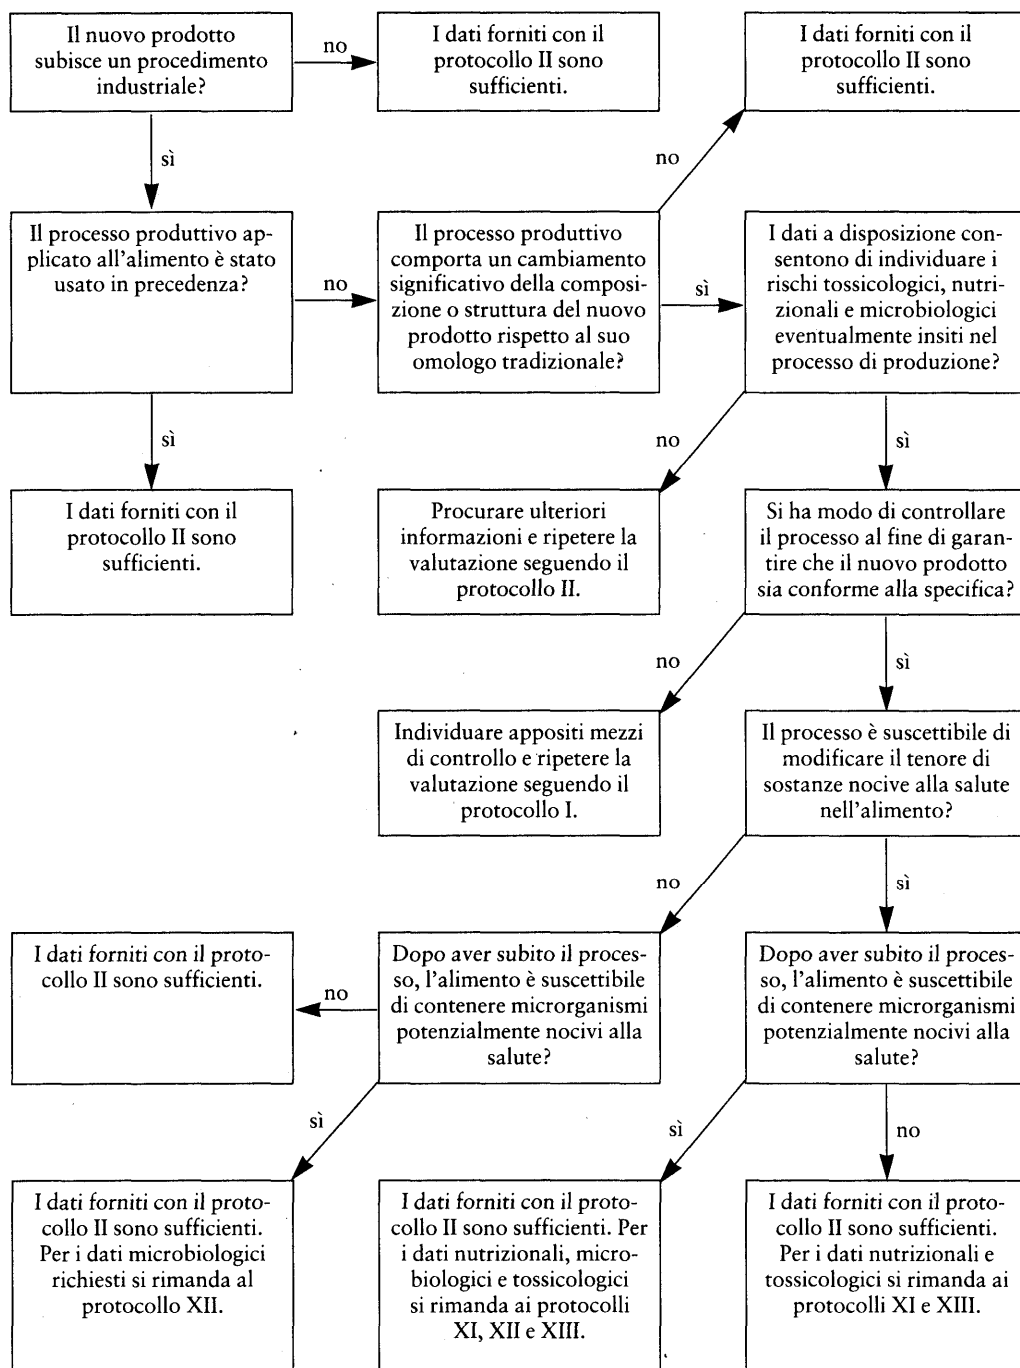 Il nuovo prodotto
subisce un procedimento
industriale?
no
I dati forniti con il
protocollo II sono
sufficienti.
I dati forniti con il
protocollo II sono
sufficienti.
sì
no
Il processo produttivo ap-
plicato all'alimento è stato
usato in precedenza?
no
Il processo produttivo
comporta un cambiamento
significativo della composi-
zione o struttura del nuovo
prodotto rispetto al suo
omologo tradizionale?
sì
I dati a disposizione con-
sentono di individuare i
rischi tossicologici, nutri-
zionali e microbiologici
eventualmente insiti nel
processo di produzione?
sì
no
sì
I dati forniti con il
protocollo II sono
sufficienti.
Procurare ulteriori
informazioni e ripetere la
valutazione seguendo il
protocollo II.
Si ha modo di controllare
il processo al fine di garan-
tire che il nuovo prodotto
sia conforme alla specifica?
no
sì
Individuare appositi mezzi
di controllo e ripetere la
valutazione seguendo il
protocollo I.
Il processo è suscettibile di
modificare il tenore di
sostanze nocive alla salute
nell'alimento?
no
sì
I dati forniti con il proto-
collo II sono sufficienti.
no
Dopo aver subito il proces-
so, l'alimento è suscettibile
di contenere microrganismi
potenzialmente nocivi alla
salute?
Dopo aver subito il proces-
so, l'alimento è suscettibile
di contenere microrganismi
potenzialmente nocivi alla
salute?
sì
sì
no
I dati forniti con il proto-
collo II sono sufficienti.
Per i dati microbiologici
richiesti si rimanda al
protocollo XII.
I dati forniti con il proto-
collo II sono sufficienti. Per
i dati nutrizionali, micro-
biologici e tossicologici
si rimanda ai protocolli
XI, XII e XIII.
I dati forniti con il proto-
collo II sono sufficienti.
Per i dati nutrizionali e
tossicologici si rimanda ai
protocolli XI e XIII.